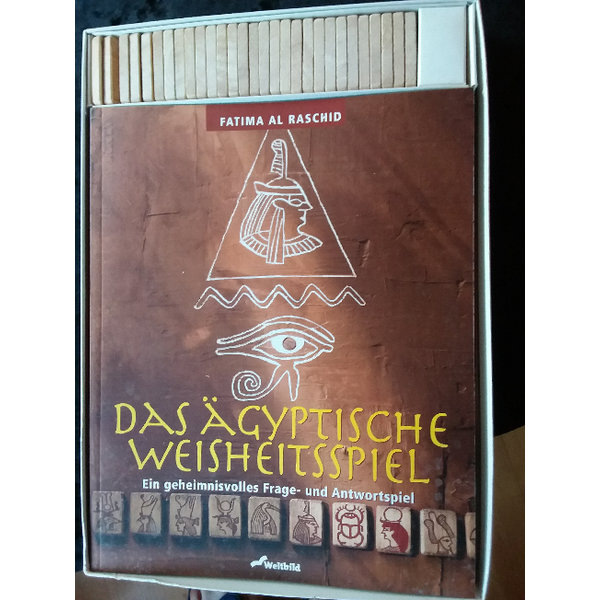 FATIMA AL RASCHID
DAS ÄGYPTISCHE
WEISHEITSSPIEL
Ein geheimnisvolles Frage- und Antwortspiel
Weltbild